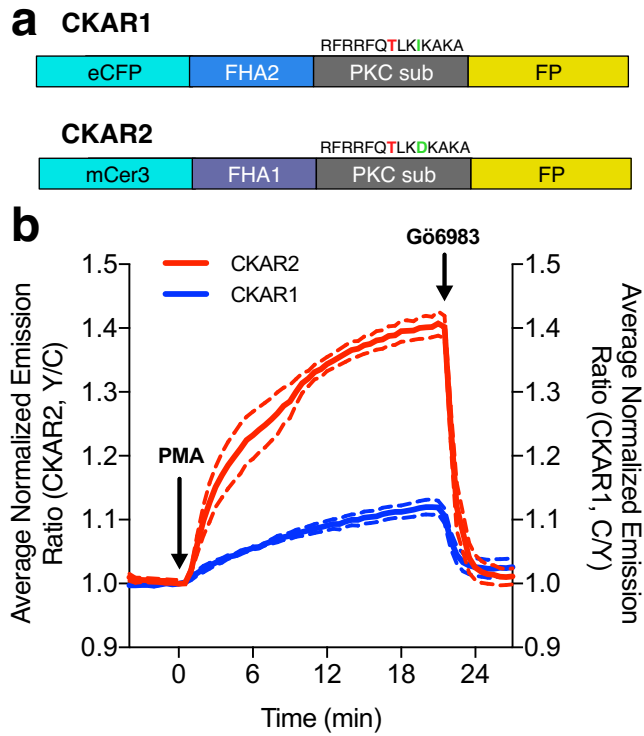 a
CKAR1
RFRRFQTLKIKAKA
eCFP FHA2 PKC sub FP
CKAR2
RFRRFQTLKDKAKA
mCer3 FHA1 PKC sub FP
b
Gö6983
CKAR2
CKAR1
PMA
Average Normalized Emission
Ratio (CKAR2, Y/C)
1.5
1.4
1.3
1.2
1.1
1.0
0.9
1.5
1.4
1.3
1.2
1.1
1.0
0.9
Average Normalized Emission
Ratio (CKAR1, C/Y)
0 6 12 18 24
Time (min)